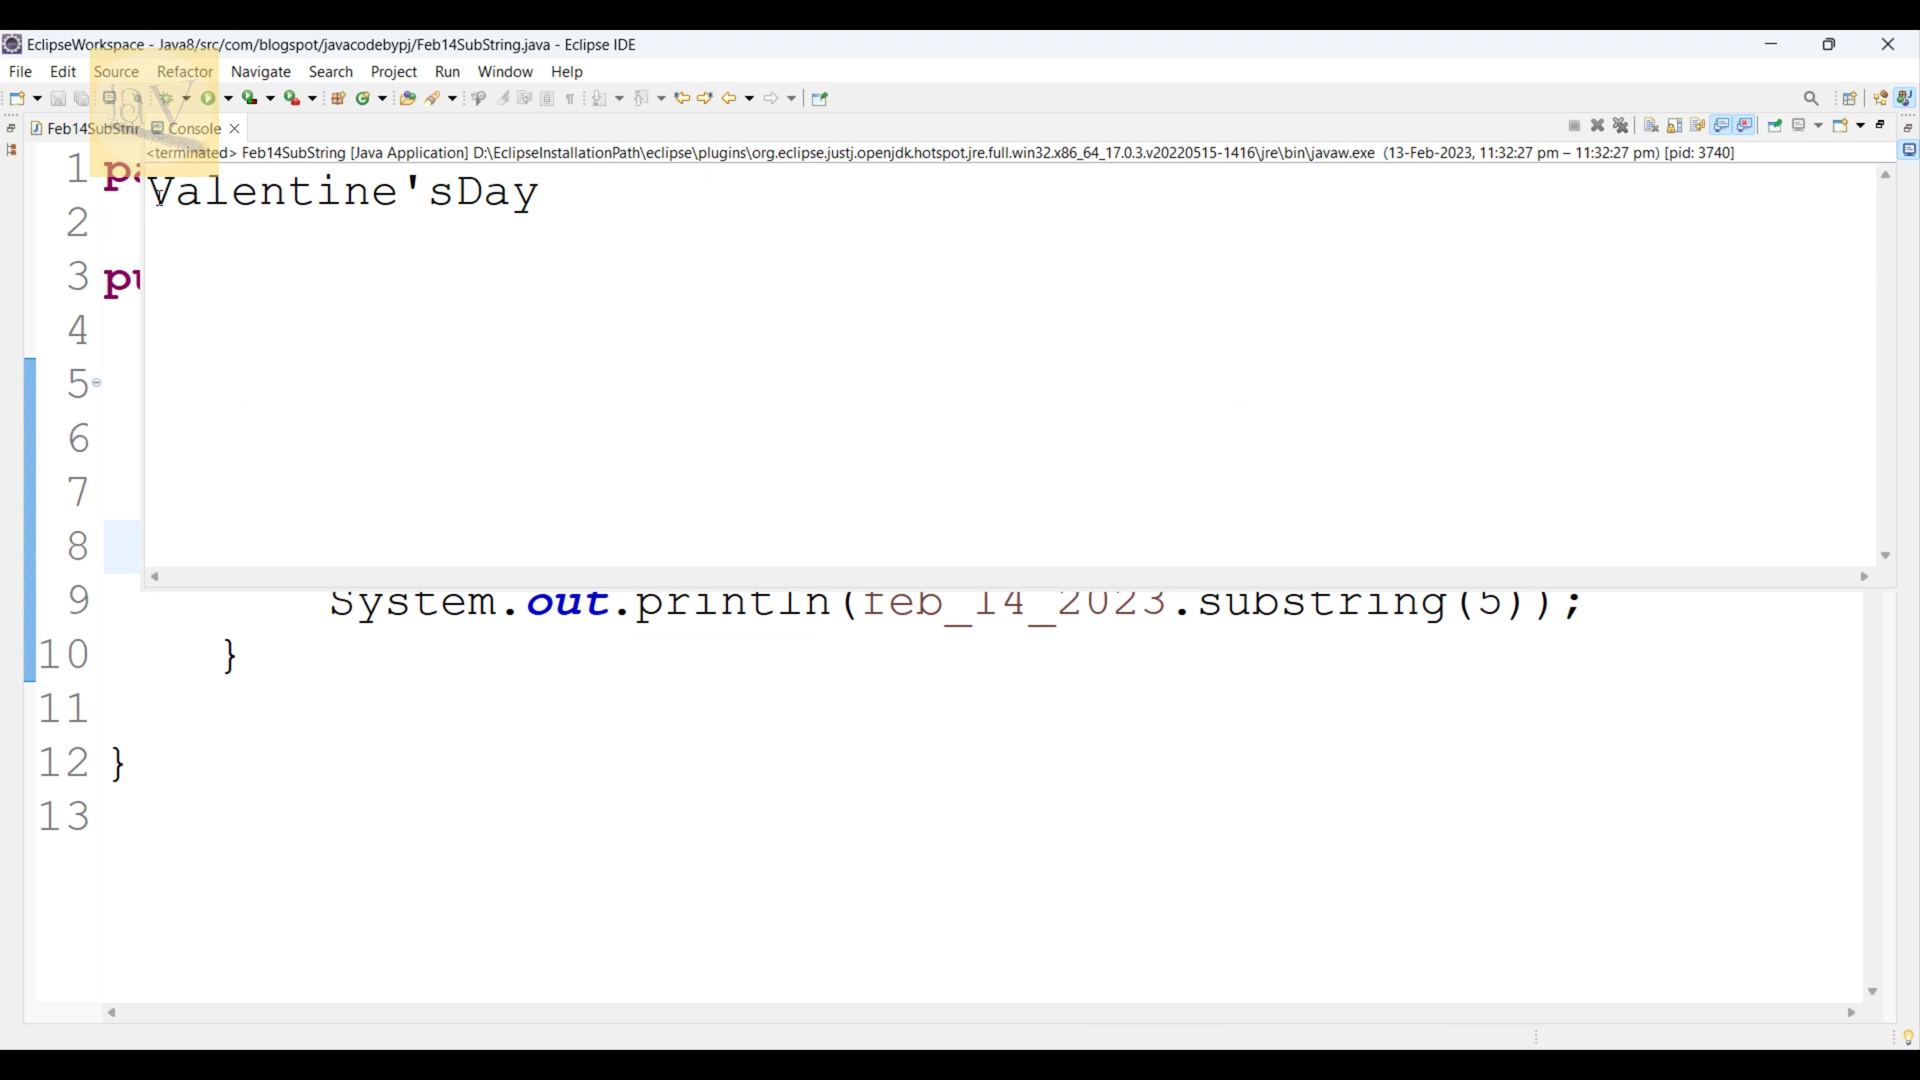 EclipseWorkspace - Java8/src/com/blogspot/javacodebypj/Feb14SubString.java - Eclipse IDE
File Edit Source Refactor Navigate Search Project Run Window Help
Feb14SubStrin Console
<terminated> Feb14SubString [Java Application] D:\EclipseInstallationPath\eclipse\plugins\org.eclipse.justj.openjdk.hotspot.jre.full.win32.x86_64_17.0.3.v20220515-1416\jre\bin\javaw.exe (13-Feb-2023, 11:32:27 pm – 11:32:27 pm) [pid: 3740]
Valentine'sDay
1 pa
2
3 pu
4
5
6
7
8
9 System.out.println(feb_14_2023.substring(5));
10 }
11
12 }
13